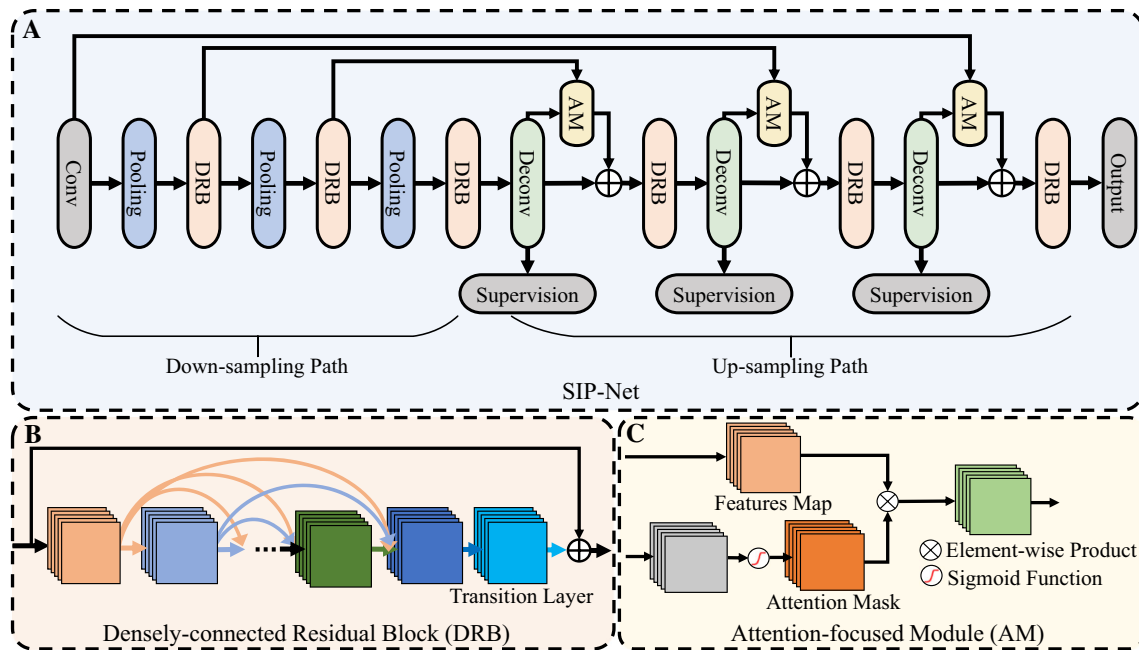 A
AM
AM
AM
Conv
Pooling
DRB
Pooling
DRB
Pooling
DRB
Deconv
DRB
Deconv
DRB
Deconv
DRB
Output
Supervision
Supervision
Supervision
Down-sampling Path
Up-sampling Path
SIP-Net
B
Transition Layer
Densely-connected Residual Block (DRB)
C
Features Map
Element-wise Product
Sigmoid Function
Attention Mask
Attention-focused Module (AM)